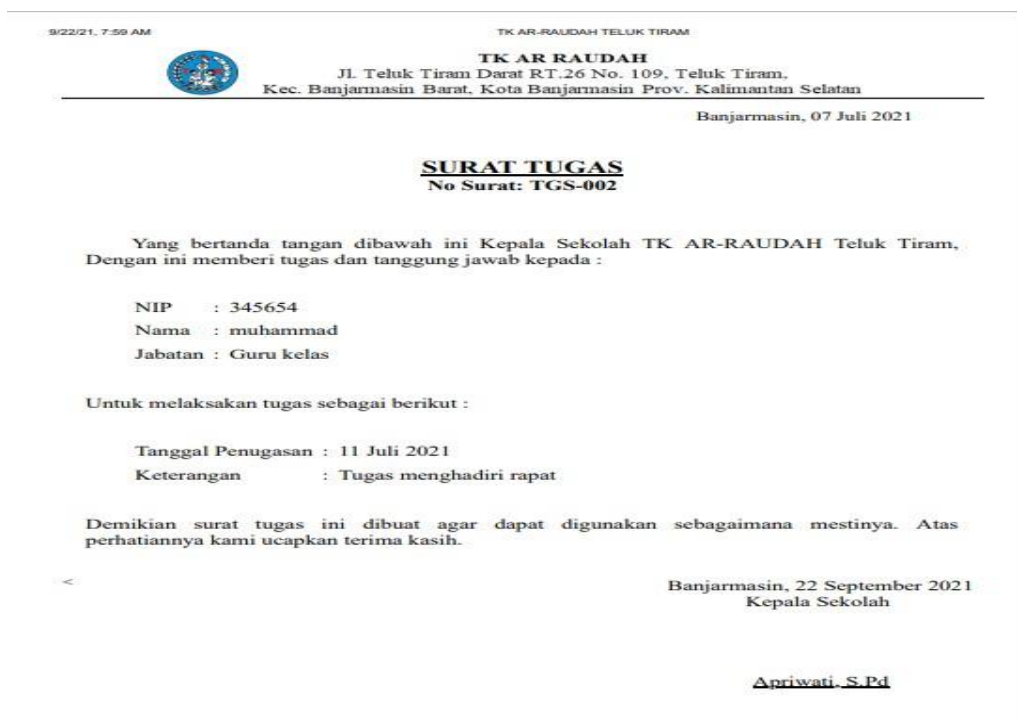 9/22/21, 7:59 AM TK AR-RAUDAH TELUK TIRAM
TK AR RAUDAH
Jl. Teluk Tiram Darat RT.26 No. 109, Teluk Tiram,
Kec. Banjarmasin Barat, Kota Banjarmasin Prov. Kalimantan Selatan
Banjarmasin, 07 Juli 2021
SURAT TUGAS
No Surat: TGS-002
Yang bertanda tangan dibawah ini Kepala Sekolah TK AR-RAUDAH Teluk Tiram,
Dengan ini memberi tugas dan tanggung jawab kepada :
NIP : 345654
Nama : muhammad
Jabatan : Guru kelas
Untuk melaksakan tugas sebagai berikut :
Tanggal Penugasan : 11 Juli 2021
Keterangan : Tugas menghadiri rapat
Demikian surat tugas ini dibuat agar dapat digunakan sebagaimana mestinya. Atas
perhatiannya kami ucapkan terima kasih.
<
Banjarmasin, 22 September 2021
Kepala Sekolah
Apriwati, S.Pd